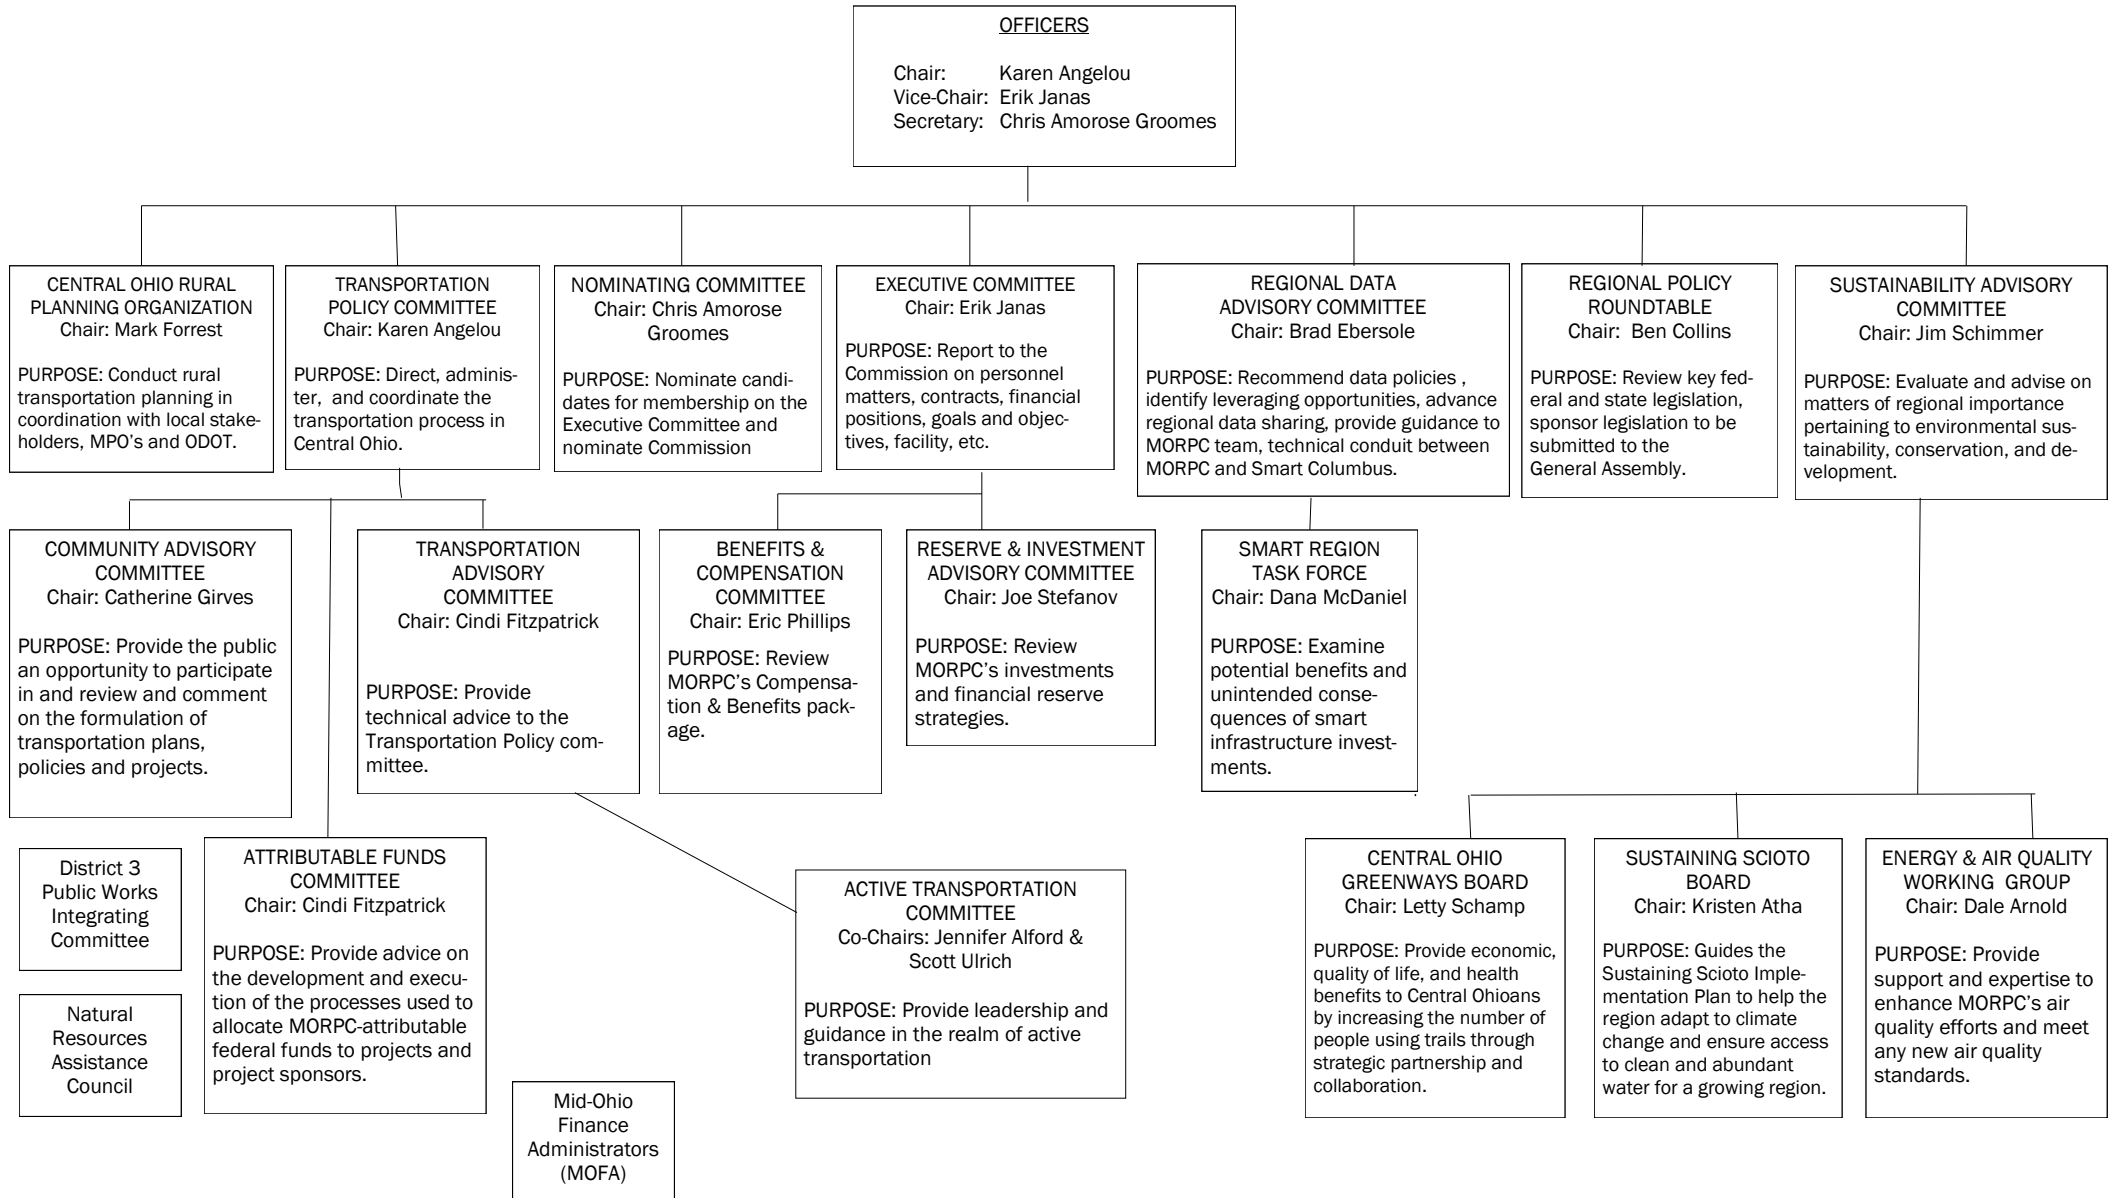 OFFICERS
Chair: Karen Angelou
Vice-Chair: Erik Janas
Secretary: Chris Amorose Groomes
CENTRAL OHIO RURAL
PLANNING ORGANIZATION
Chair: Mark Forrest
PURPOSE: Conduct rural
transportation planning in
coordination with local stake-
holders, MPO's and ODOT.
TRANSPORTATION
POLICY COMMITTEE
Chair: Karen Angelou
PURPOSE: Direct, adminis-
ter, and coordinate the
transportation process in
Central Ohio.
NOMINATING COMMITTEE
Chair: Chris Amorose
Groomes
PURPOSE: Nominate candi-
dates for membership on the
Executive Committee and
nominate Commission
EXECUTIVE COMMITTEE
Chair: Erik Janas
PURPOSE: Report to the
Commission on personnel
matters, contracts, financial
positions, goals and objec-
tives, facility, etc.
REGIONAL DATA
ADVISORY COMMITTEE
Chair: Brad Ebersole
PURPOSE: Recommend data policies ,
identify leveraging opportunities, advance
regional data sharing, provide guidance to
MORPC team, technical conduit between
MORPC and Smart Columbus.
REGIONAL POLICY
ROUNDTABLE
Chair: Ben Collins
PURPOSE: Review key fed-
eral and state legislation,
sponsor legislation to be
submitted to the
General Assembly.
SUSTAINABILITY ADVISORY
COMMITTEE
Chair: Jim Schimmer
PURPOSE: Evaluate and advise on
matters of regional importance
pertaining to environmental sus-
tainability, conservation, and de-
velopment.
COMMUNITY ADVISORY
COMMITTEE
Chair: Catherine Girves
PURPOSE: Provide the public
an opportunity to participate
in and review and comment
on the formulation of
transportation plans,
policies and projects.
TRANSPORTATION
ADVISORY
COMMITTEE
Chair: Cindi Fitzpatrick
PURPOSE: Provide
technical advice to the
Transportation Policy com-
mittee.
BENEFITS &
COMPENSATION
COMMITTEE
Chair: Eric Phillips
PURPOSE: Review
MORPC's Compensa-
tion & Benefits pack-
age.
RESERVE & INVESTMENT
ADVISORY COMMITTEE
Chair: Joe Stefanov
PURPOSE: Review
MORPC's investments
and financial reserve
strategies.
SMART REGION
TASK FORCE
Chair: Dana McDaniel
PURPOSE: Examine
potential benefits and
unintended conse-
quences of smart
infrastructure invest-
ments.
District 3
Public Works
Integrating
Committee
Natural
Resources
Assistance
Council
ATTRIBUTABLE FUNDS
COMMITTEE
Chair: Cindi Fitzpatrick
PURPOSE: Provide advice on
the development and execu-
tion of the processes used to
allocate MORPC-attributable
federal funds to projects and
project sponsors.
Mid-Ohio
Finance
Administrators
(MOFA)
ACTIVE TRANSPORTATION
COMMITTEE
Co-Chairs: Jennifer Alford &
Scott Ulrich
PURPOSE: Provide leadership and
guidance in the realm of active
transportation
CENTRAL OHIO
GREENWAYS BOARD
Chair: Letty Schamp
PURPOSE: Provide economic,
quality of life, and health
benefits to Central Ohioans
by increasing the number of
people using trails through
strategic partnership and
collaboration.
SUSTAINING SCIOTO
BOARD
Chair: Kristen Atha
PURPOSE: Guides the
Sustaining Scioto Imple-
mentation Plan to help the
region adapt to climate
change and ensure access
to clean and abundant
water for a growing region.
ENERGY & AIR QUALITY
WORKING GROUP
Chair: Dale Arnold
PURPOSE: Provide
support and expertise to
enhance MORPC's air
quality efforts and meet
any new air quality
standards.